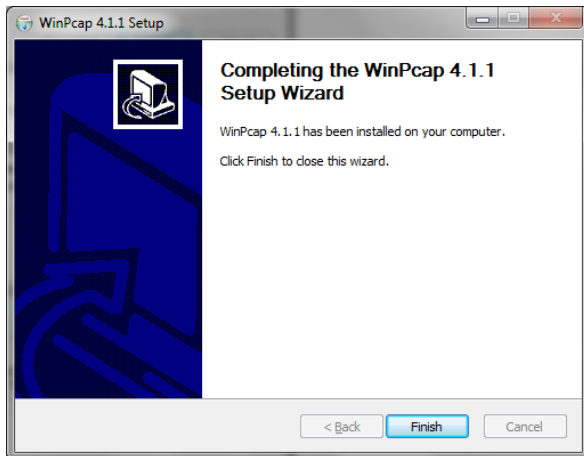 WinPcap 4.1.1 Setup
Completing the WinPcap 4.1.1
Setup Wizard
WinPcap 4.1.1 has been installed on your computer.
Click Finish to close this wizard.
< Back
Finish
Cancel